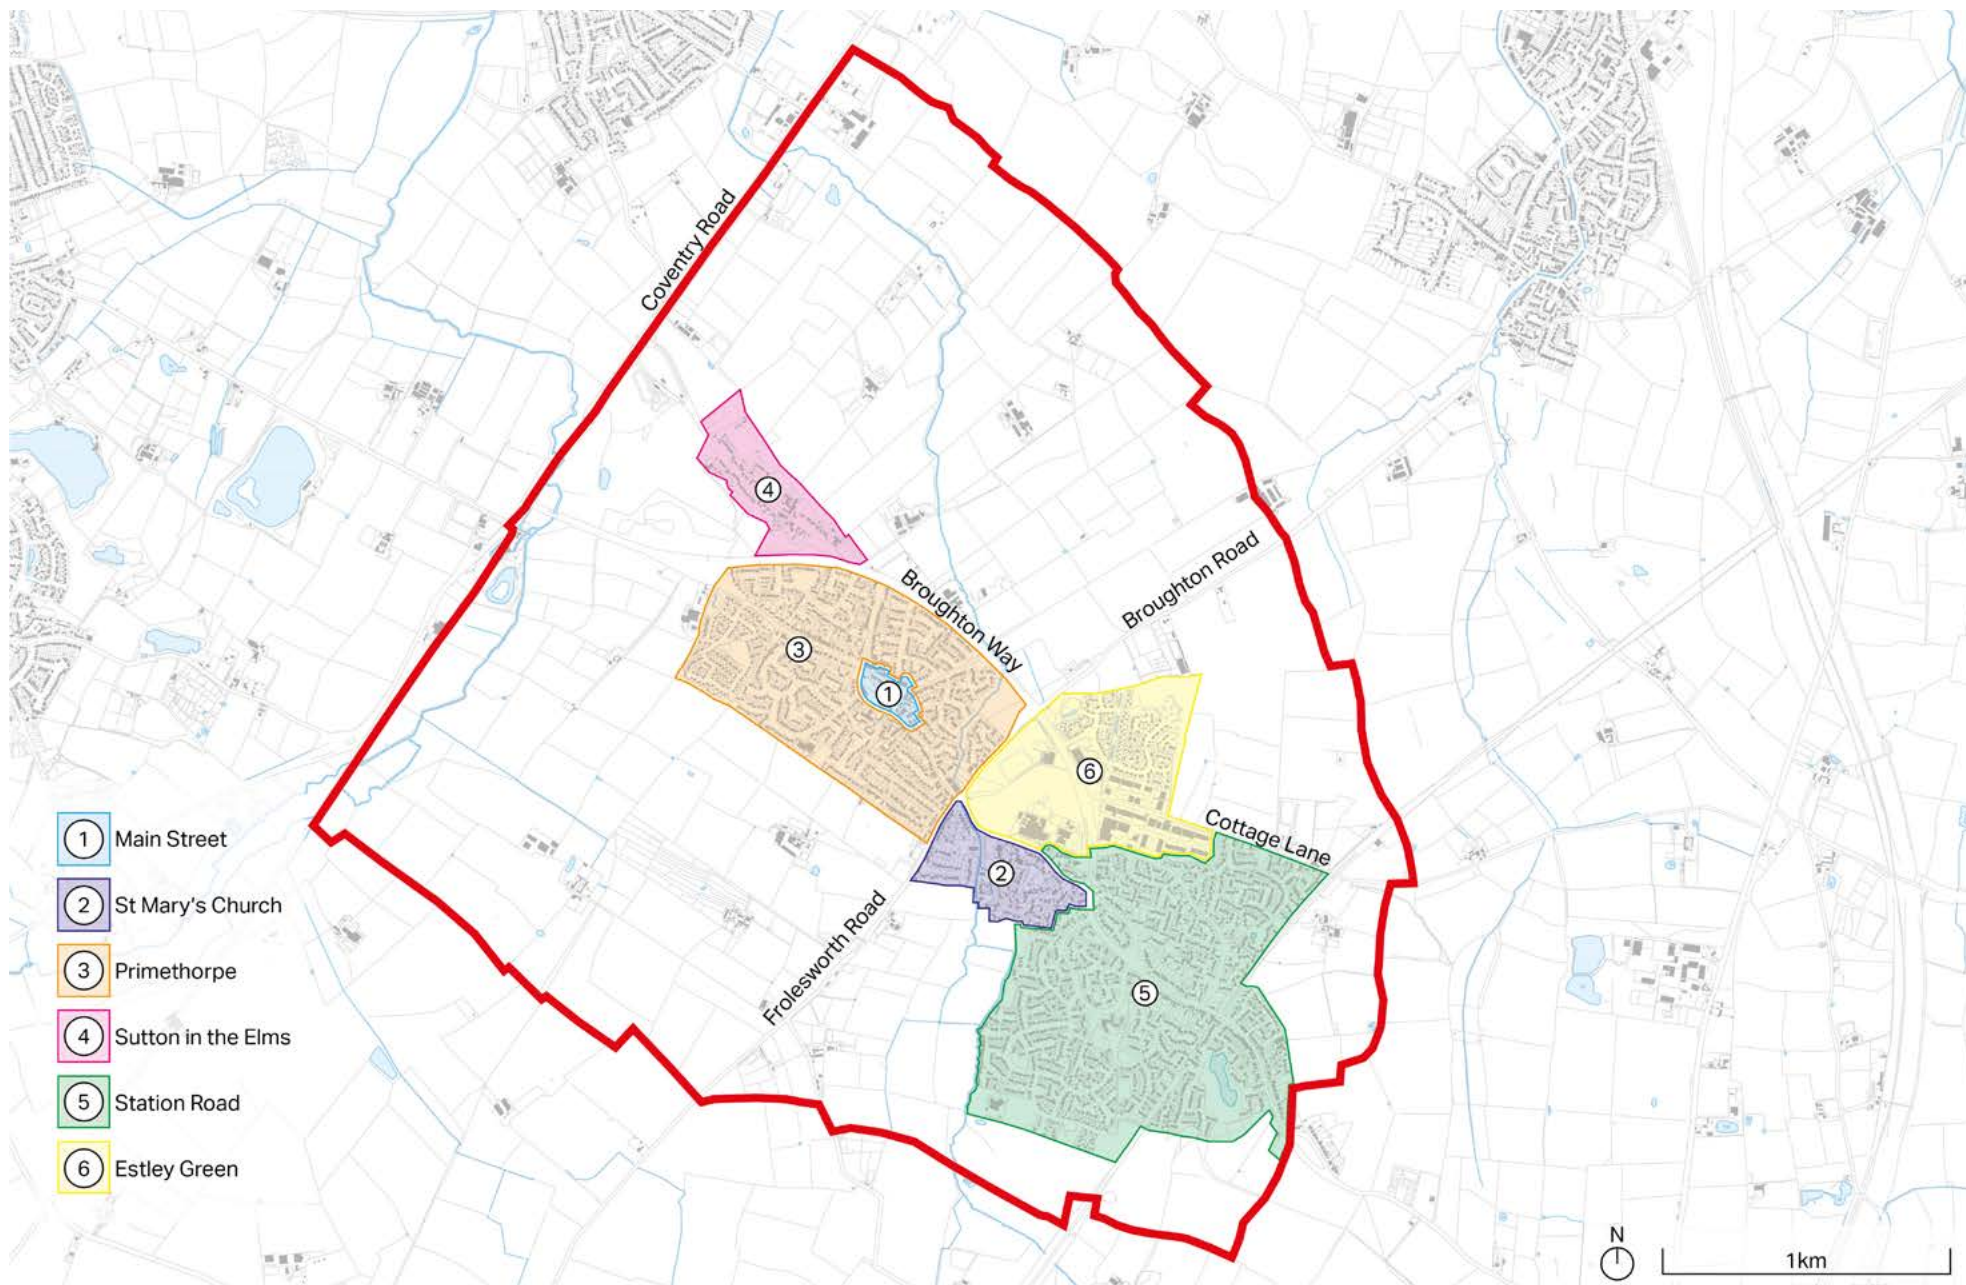 Coventry Road
4
Broughton Way
Broughton Road
3
1
6
Cottage Lane
2
Frolesworth Road
5
1 Main Street
2 St Mary's Church
3 Primethorpe
4 Sutton in the Elms
5 Station Road
6 Estley Green
N
1km